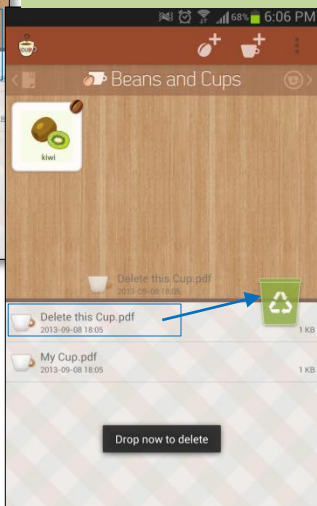 68% 6:06 PM
CUP
Beans and Cups
kiwi
Delete this Cup.pdf
2013-09-08 18:05
Delete this Cup.pdf
2013-09-08 18:05 1 KB
My Cup.pdf
2013-09-08 18:05 1 KB
Drop now to delete